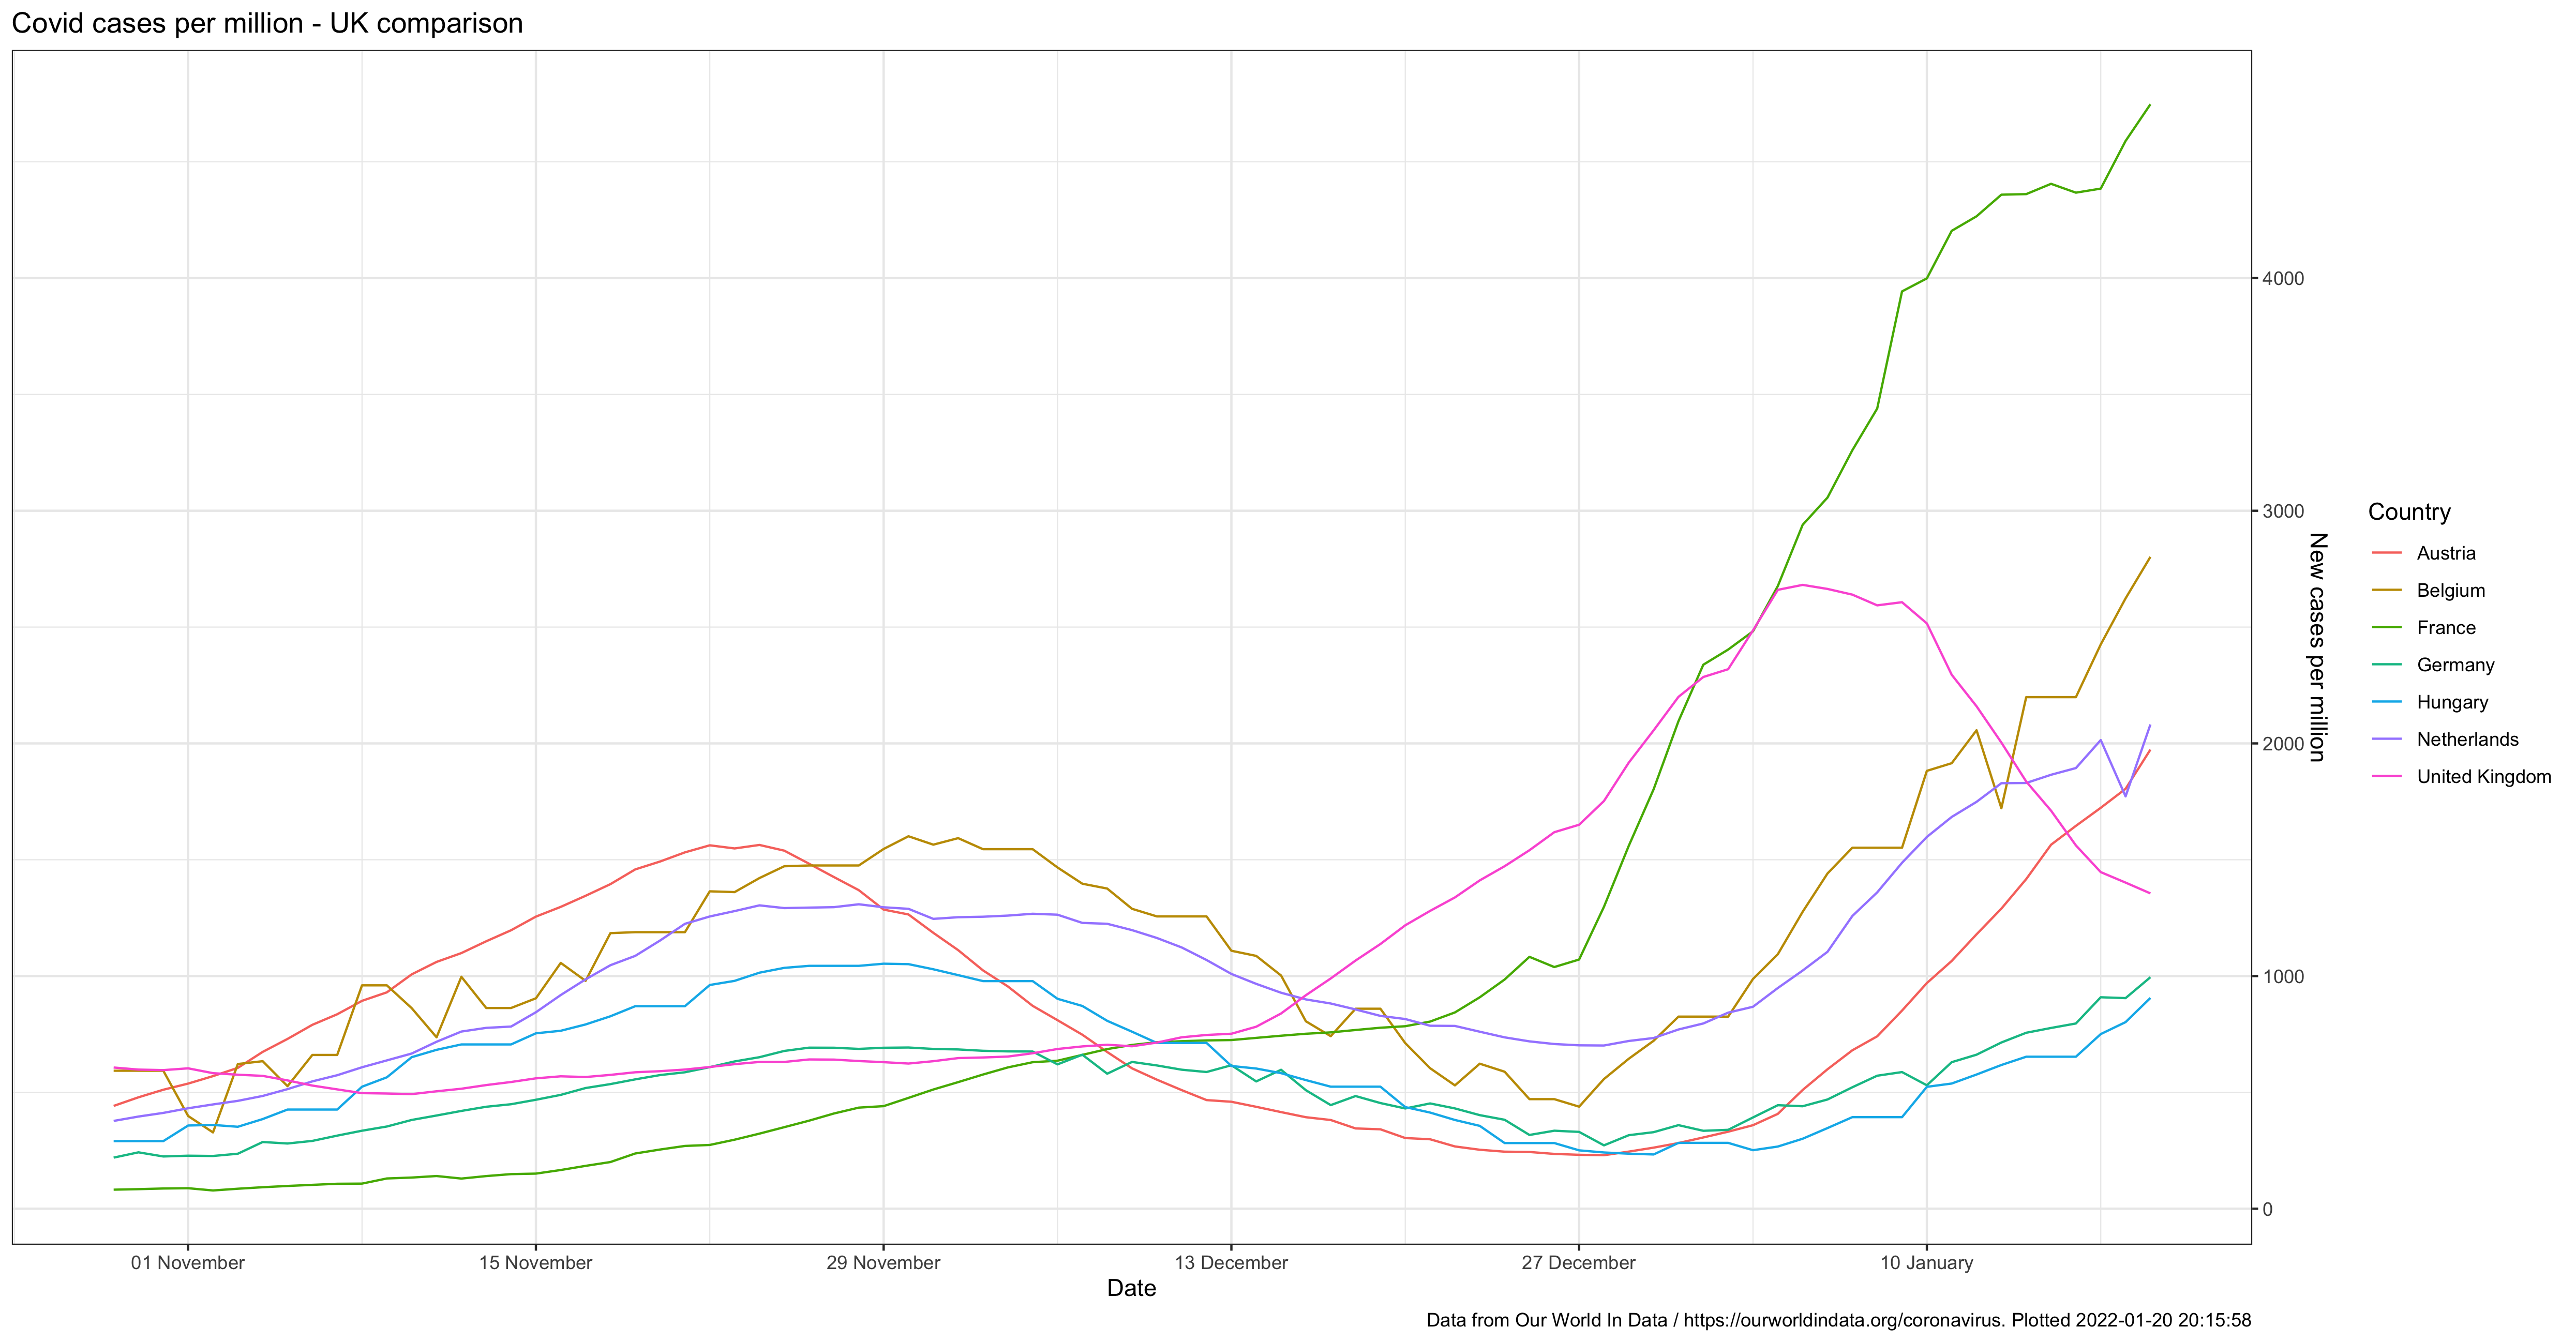 Covid cases per million - UK comparison
4000
3000
2000
1000
0
New cases per million
01 November
15 November
29 November
13 December
27 December
10 January
Date
Country
Austria
Belgium
France
Germany
Hungary
Netherlands
United Kingdom
Data from Our World In Data / https://ourworldindata.org/coronavirus. Plotted 2022-01-20 20:15:58